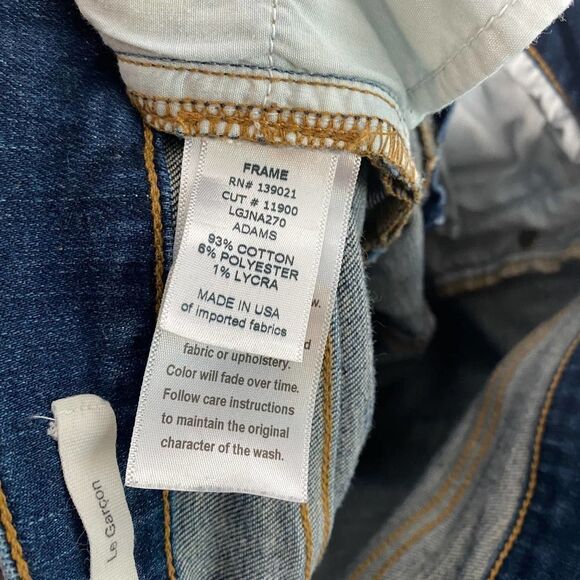 FRAME
RN# 139021
CUT # 11900
LGJNA270
ADAMS
93% COTTON
6% POLYESTER
1% LYCRA
MADE IN USA
of imported fabrics
fabric or upholstery.
Color will fade over time.
Follow care instructions
to maintain the original
character of the wash.
Le Garçon